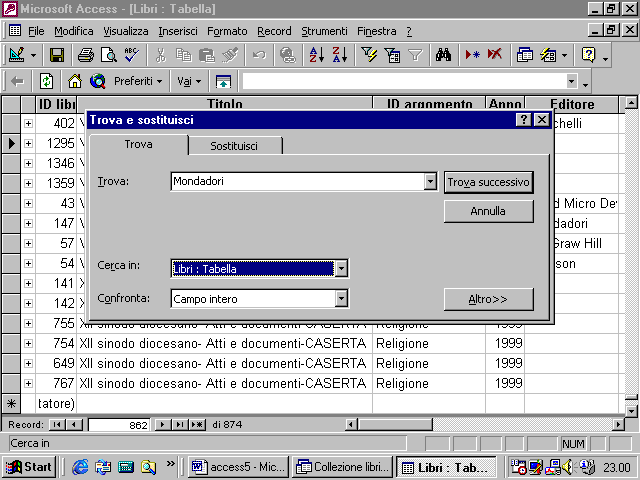 Microsoft Access - [Libri : Tabella]
File Modifica Visualizza Inserisci Formato Record Strumenti Finestra ?
Preferiti Vai
ID libr Titolo ID argomento Anno Editore
Trova e sostituisci
Trova Sostituisci
Trova: Mondadori Trova successivo
Annulla
Cerca in: Libri : Tabella
Confronta: Campo intero Altro>>
402 chelli
1295
1346
1359
43 d Micro Dev
147 dadori
57 Graw Hill
54 son
141 X
142 X
755 XII sinodo diocesano- Atti e documenti-CASERTA Religione 1999
754 XII sinodo diocesano- Atti e documenti-CASERTA Religione 1999
649 XII sinodo diocesano- Atti e documenti-CASERTA Religione 1999
767 XII sinodo diocesano- Atti e documenti-CASERTA Religione 1999
tatore)
Record: 862 di 874
Cerca in NUM
Start access5 - Mic... Collezione libri... Libri : Tab... 23.00